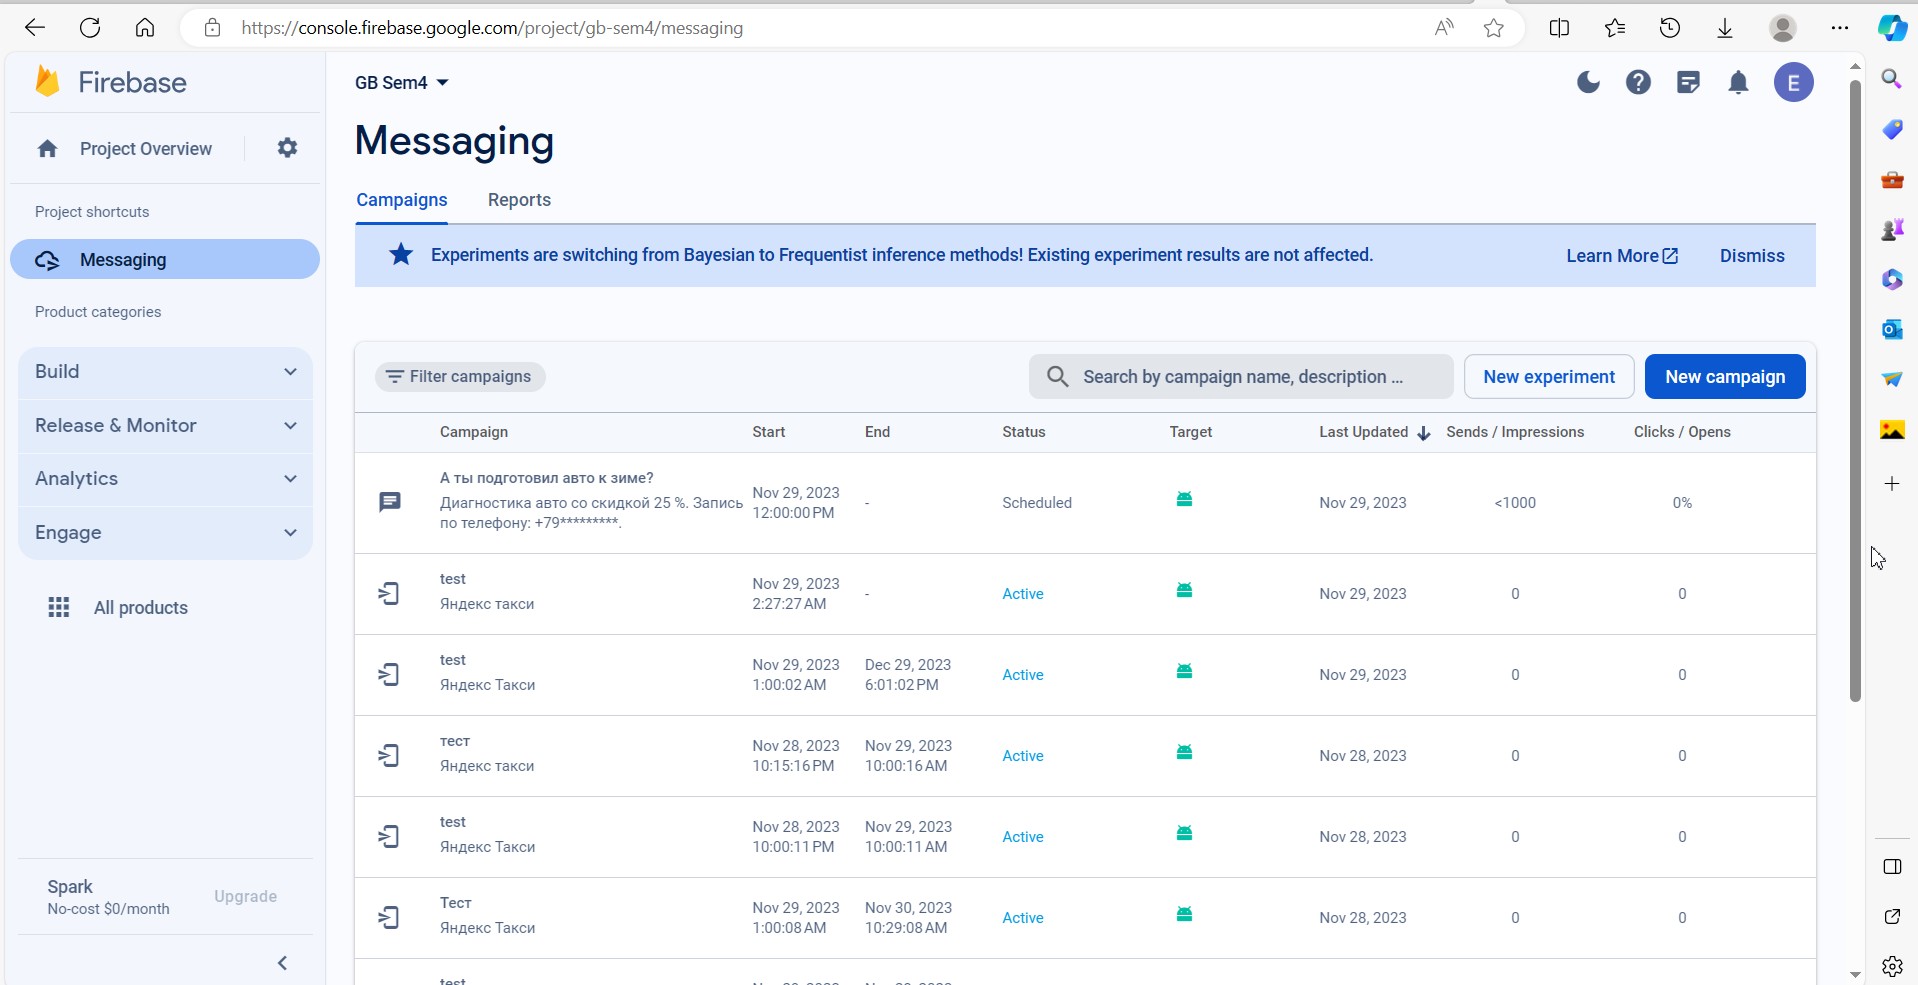 https://console.firebase.google.com/project/gb-sem4/messaging
Firebase
GB Sem4
E
Project Overview
Messaging
Campaigns
Reports
Project shortcuts
Messaging
Experiments are switching from Bayesian to Frequentist inference methods! Existing experiment results are not affected.
Learn More
Dismiss
Product categories
Build
Release & Monitor
Analytics
Engage
All products
Spark
No-cost $0/month
Upgrade
Filter campaigns
Search by campaign name, description ...
New experiment
New campaign
Campaign Start End Status Target Last Updated Sends / Impressions Clicks / Opens
А ты подготовил авто к зиме?
Диагностика авто со скидкой 25 %. Запись
по телефону: +79*********.
Nov 29, 2023
12:00:00 PM
-
Scheduled
Nov 29, 2023
<1000
0%
test
Яндекс такси
Nov 29, 2023
2:27:27 AM
-
Active
Nov 29, 2023
0
0
test
Яндекс Такси
Nov 29, 2023
1:00:02 AM
Dec 29, 2023
6:01:02 PM
Active
Nov 29, 2023
0
0
тест
Яндекс такси
Nov 28, 2023
10:15:16 PM
Nov 29, 2023
10:00:16 AM
Active
Nov 28, 2023
0
0
test
Яндекс Такси
Nov 28, 2023
10:00:11 PM
Nov 29, 2023
10:00:11 AM
Active
Nov 28, 2023
0
0
Тест
Яндекс Такси
Nov 29, 2023
1:00:08 AM
Nov 30, 2023
10:29:08 AM
Active
Nov 28, 2023
0
0
test